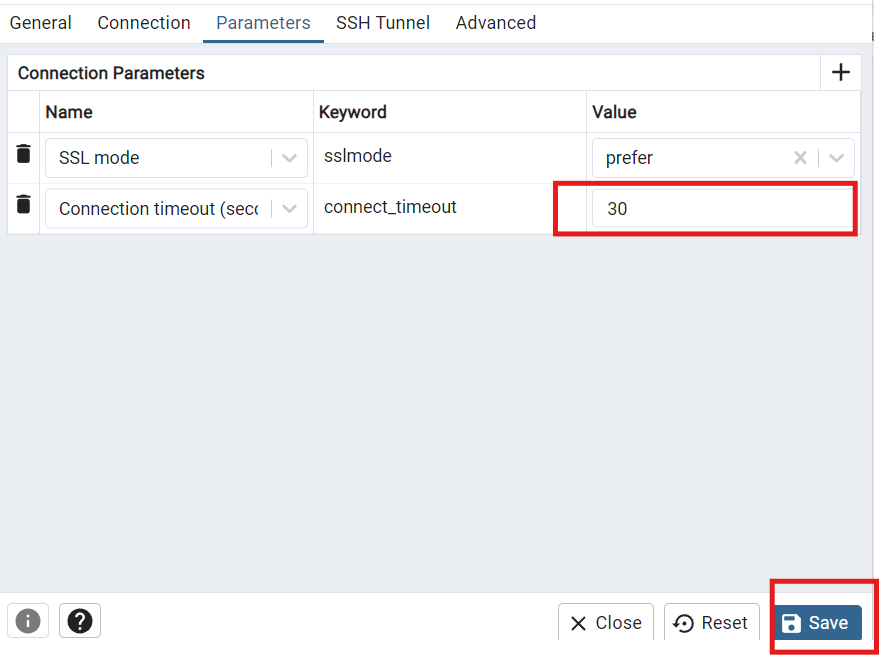 General Connection Parameters SSH Tunnel Advanced
Connection Parameters
Name Keyword Value
SSL mode sslmode prefer
Connection timeout (seco connect_timeout 30
Close Reset Save